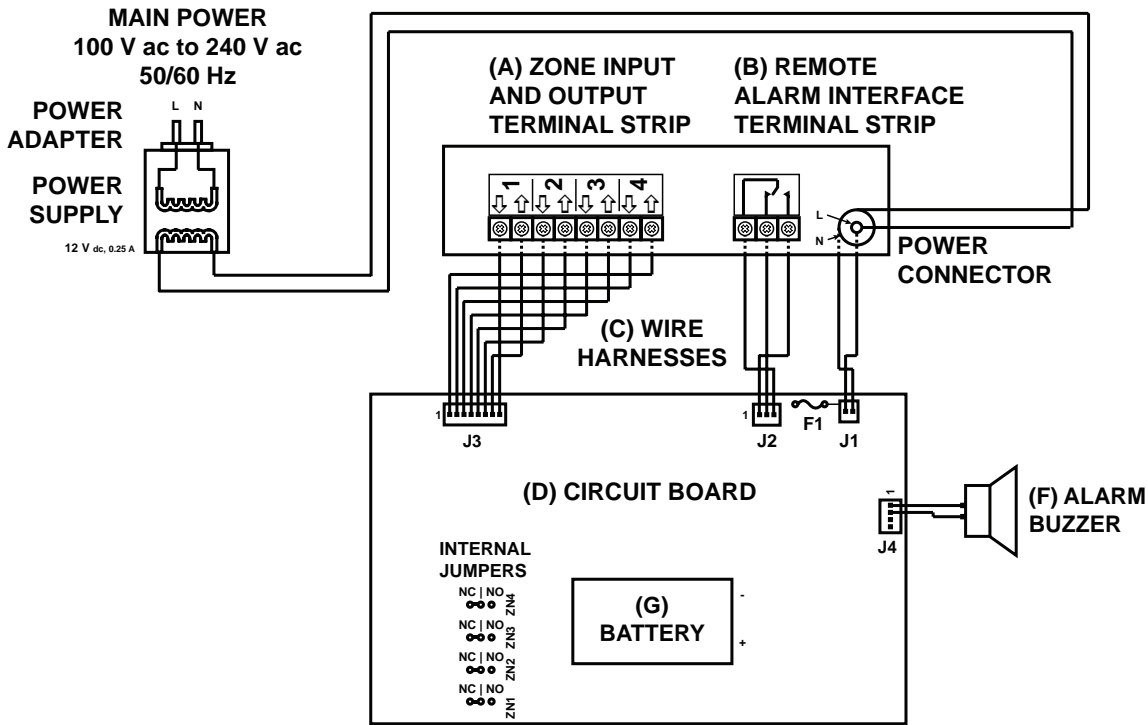 MAIN POWER
100 V ac to 240 V ac
50/60 Hz
POWER
ADAPTER
L N
POWER
SUPPLY
12 V dc, 0.25 A
(A) ZONE INPUT
AND OUTPUT
TERMINAL STRIP
(B) REMOTE
ALARM INTERFACE
TERMINAL STRIP
1 2 3 4
L
N
POWER
CONNECTOR
(C) WIRE
HARNESSES
1
J3
1
J2
F1
J1
(D) CIRCUIT BOARD
1
J4
(F) ALARM
BUZZER
INTERNAL
JUMPERS
NC | NO
ZN4
NC | NO
ZN3
NC | NO
ZN2
NC | NO
ZN1
(G)
BATTERY
-
+